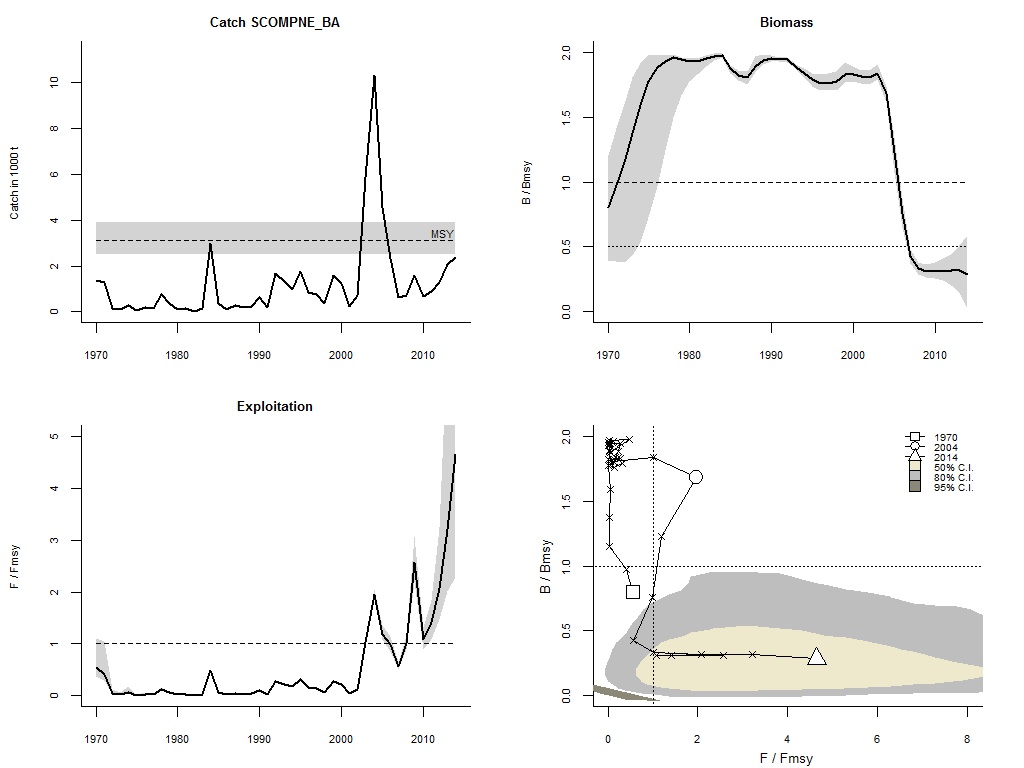 Catch SCOMPNE_BA
Catch in 1000 t
0 2 4 6 8 10
MSY
1970 1980 1990 2000 2010
Biomass
B / Bmsy
0.0 0.5 1.0 1.5 2.0
1970 1980 1990 2000 2010
Exploitation
F / Fmsy
0 1 2 3 4 5
1970 1980 1990 2000 2010
B / Bmsy
0.0 0.5 1.0 1.5 2.0
1970
2004
2014
50% C.I.
80% C.I.
95% C.I.
0 2 4 6 8
F / Fmsy